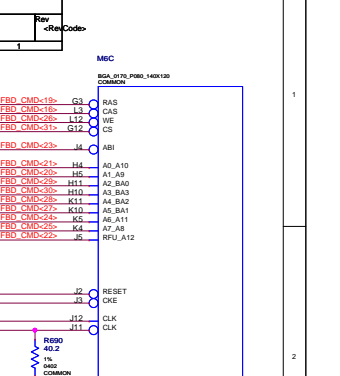 Rev
<RevCode>
1
M6C
BGA_0170_P080_140X120
COMMON
FBD_CMD<19> G3 RAS
FBD_CMD<16> L3 CAS
FBD_CMD<26> L12 WE
FBD_CMD<31> G12 CS
FBD_CMD<23> J4 ABI
FBD_CMD<21> H4 A0_A10
FBD_CMD<20> H5 A1_A9
FBD_CMD<29> H11 A2_BA0
FBD_CMD<30> H10 A3_BA3
FBD_CMD<28> K11 A4_BA2
FBD_CMD<27> K10 A5_BA1
FBD_CMD<24> K5 A6_A11
FBD_CMD<25> K4 A7_A8
FBD_CMD<22> J5 RFU_A12
J2 RESET
J3 CKE
J12 CLK
J11 CLK
R690
40.2
1%
0402
COMMON
1
2